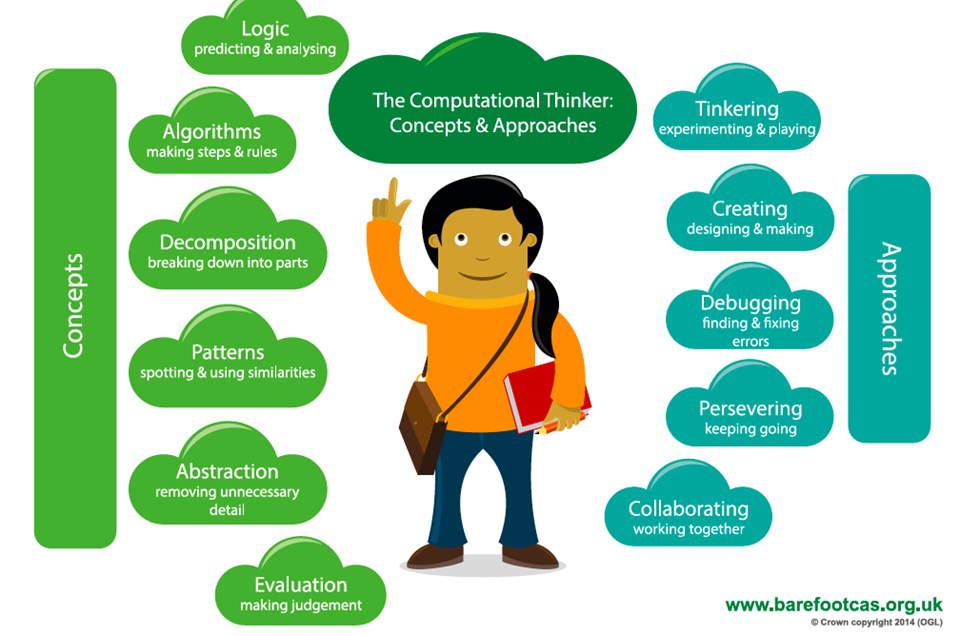 The Computational Thinker:
Concepts & Approaches
Concepts
Logic
predicting & analysing
Algorithms
making steps & rules
Decomposition
breaking down into parts
Patterns
spotting & using similarities
Abstraction
removing unnecessary
detail
Evaluation
making judgement
Tinkering
experimenting & playing
Creating
designing & making
Debugging
finding & fixing
errors
Persevering
keeping going
Collaborating
working together
Approaches
www.barefootcas.org.uk
© Crown copyright 2014 (OGL)